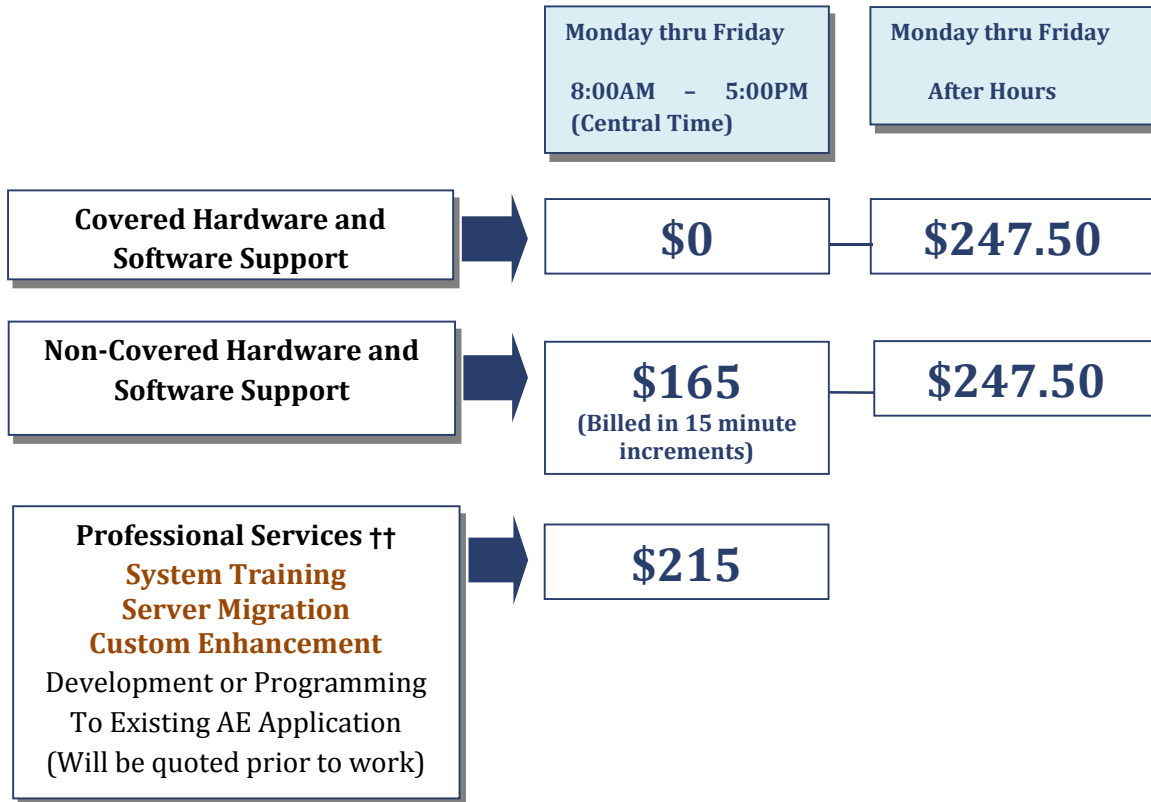 Monday thru Friday
8:00AM – 5:00PM
(Central Time)
Monday thru Friday
After Hours
Covered Hardware and
Software Support
$0
$247.50
Non-Covered Hardware and
Software Support
$165
(Billed in 15 minute
increments)
$247.50
Professional Services ††
System Training
Server Migration
Custom Enhancement
Development or Programming
To Existing AE Application
(Will be quoted prior to work)
$215